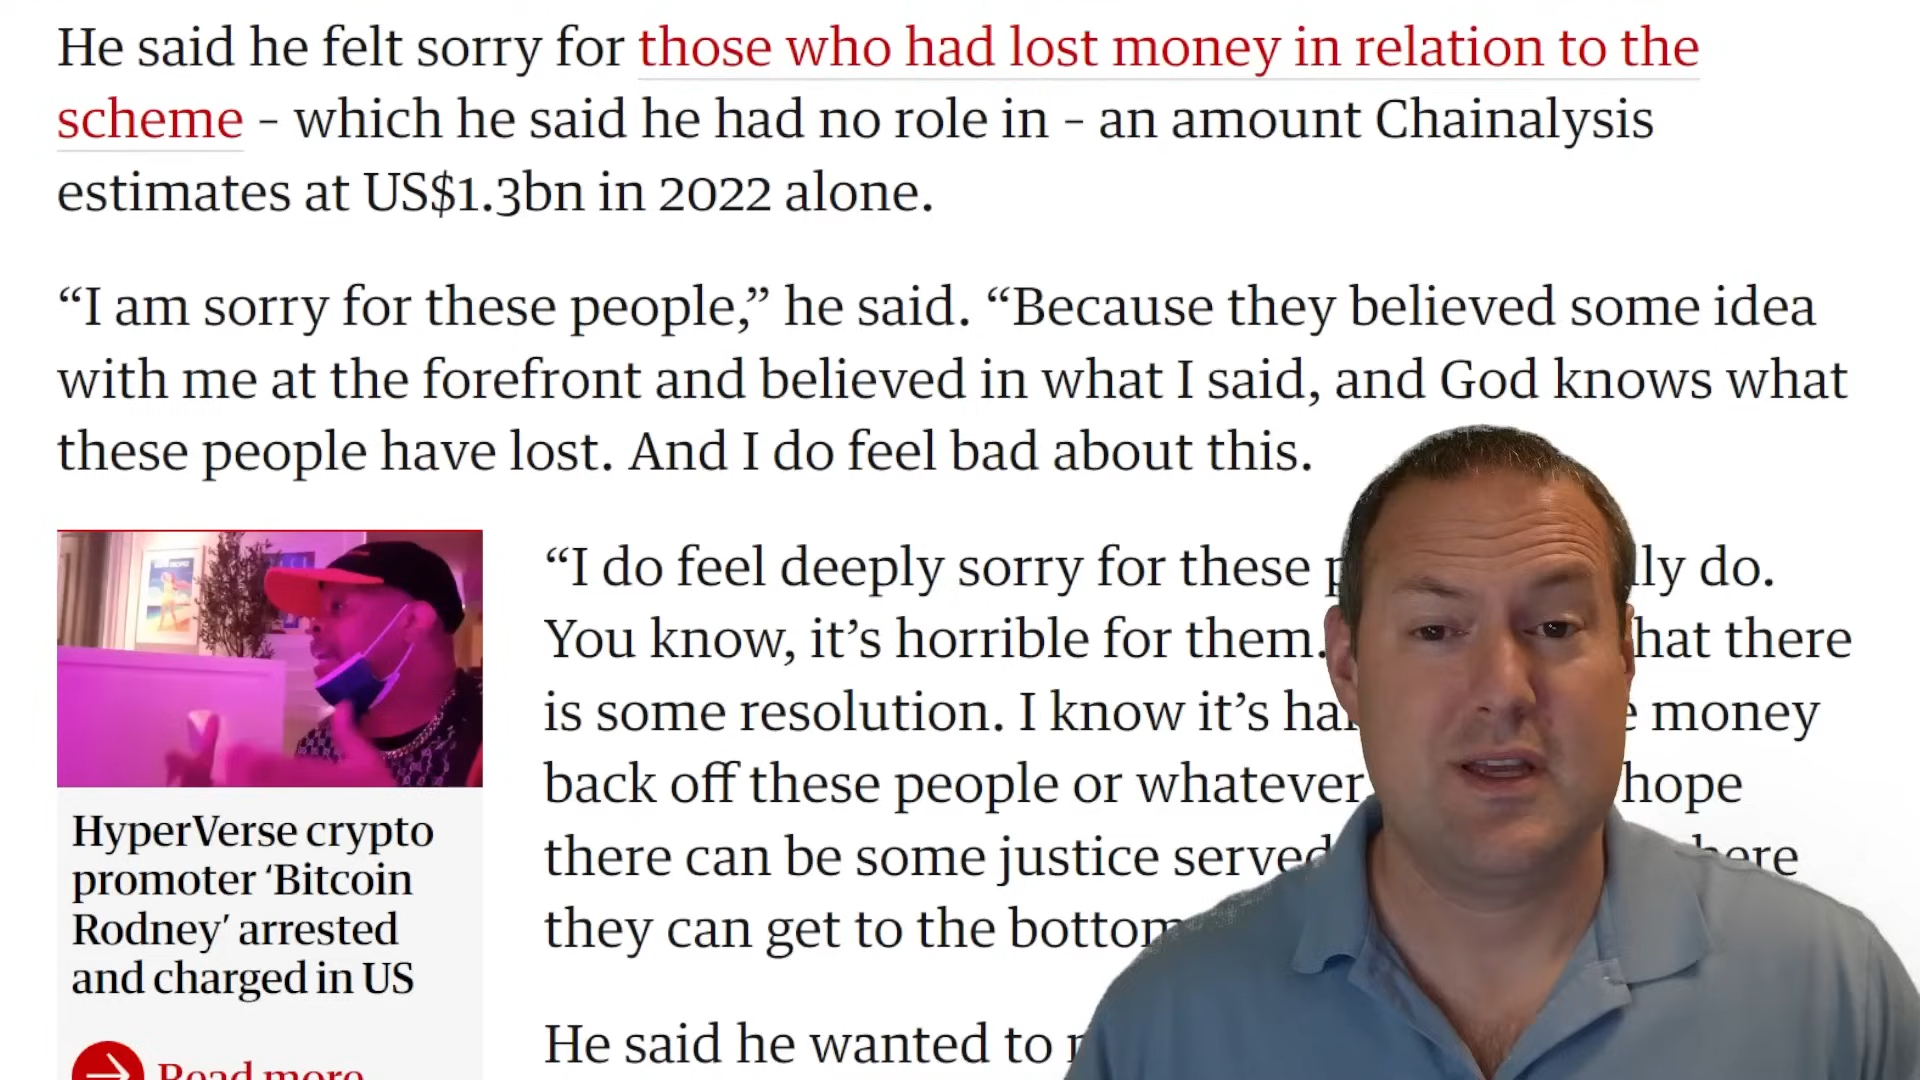 He said he felt sorry for those who had lost money in relation to the
scheme – which he said he had no role in – an amount Chainalysis
estimates at US$1.3bn in 2022 alone.
“I am sorry for these people,” he said. “Because they believed some idea
with me at the forefront and believed in what I said, and God knows what
these people have lost. And I do feel bad about this.
“I do feel deeply sorry for these do.
You know, it’s horrible for them. there
is some resolution. I know it’s money
back off these people or whatever hope
there can be some justice served
they can get to the bottom
He said he wanted to
HyperVerse crypto
promoter ‘Bitcoin
Rodney’ arrested
and charged in US
Read more